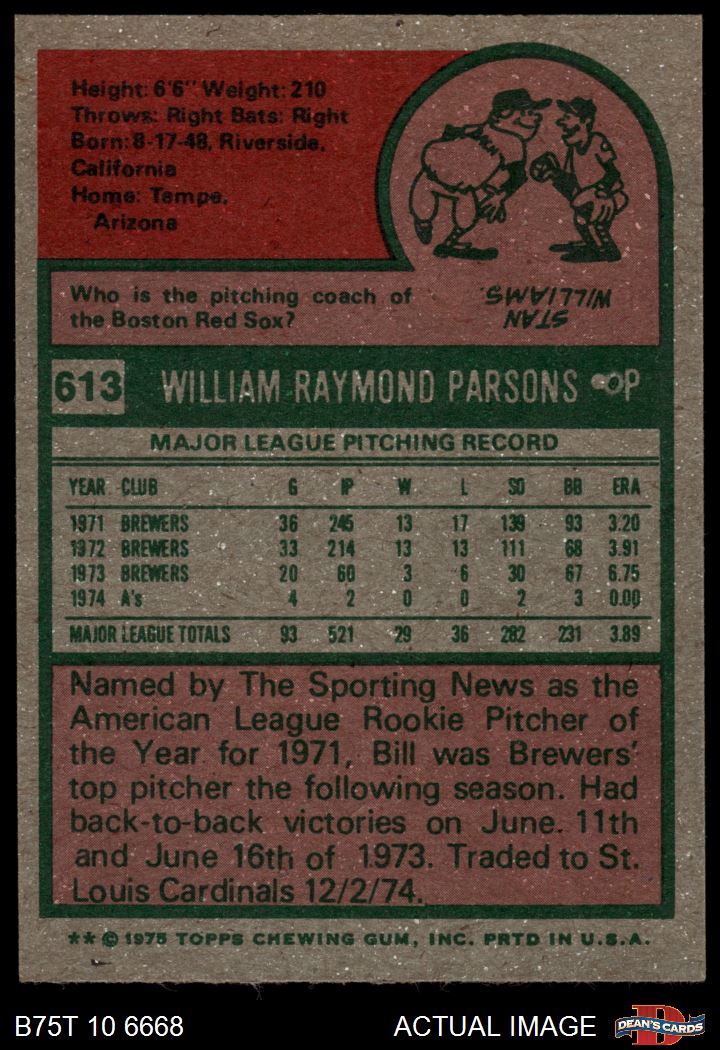 Height: 6'6" Weight: 210
Throws: Right Bats: Right
Born: 8-17-48, Riverside,
California
Home: Tempe,
Arizona
Who is the pitching coach of
the Boston Red Sox?
STAN
WILLIAMS.
613 WILLIAM RAYMOND PARSONS P
MAJOR LEAGUE PITCHING RECORD
YEAR CLUB G IP W L SO BB ERA
1971 BREWERS 36 245 13 17 139 93 3.20
1972 BREWERS 33 214 13 13 111 68 3.91
1973 BREWERS 20 60 3 6 30 67 6.75
1974 A's 4 2 0 0 2 3 0.00
MAJOR LEAGUE TOTALS 93 521 29 36 282 231 3.89
Named by The Sporting News as the
American League Rookie Pitcher of
the Year for 1971, Bill was Brewers'
top pitcher the following season. Had
back-to-back victories on June. 11th
and June 16th of 1973. Traded to St.
Louis Cardinals 12/2/74.
** © 1975 TOPPS CHEWING GUM, INC. PRTD IN U.S.A.
B75T 10 6668 ACTUAL IMAGE DEAN'S CARDS